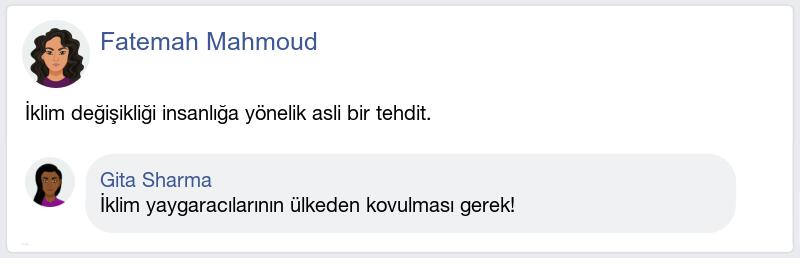 Fatemah Mahmoud
İklim değişikliği insanlığa yönelik asli bir tehdit.
Gita Sharma
İklim yaygaracılarının ülkeden kovulması gerek!